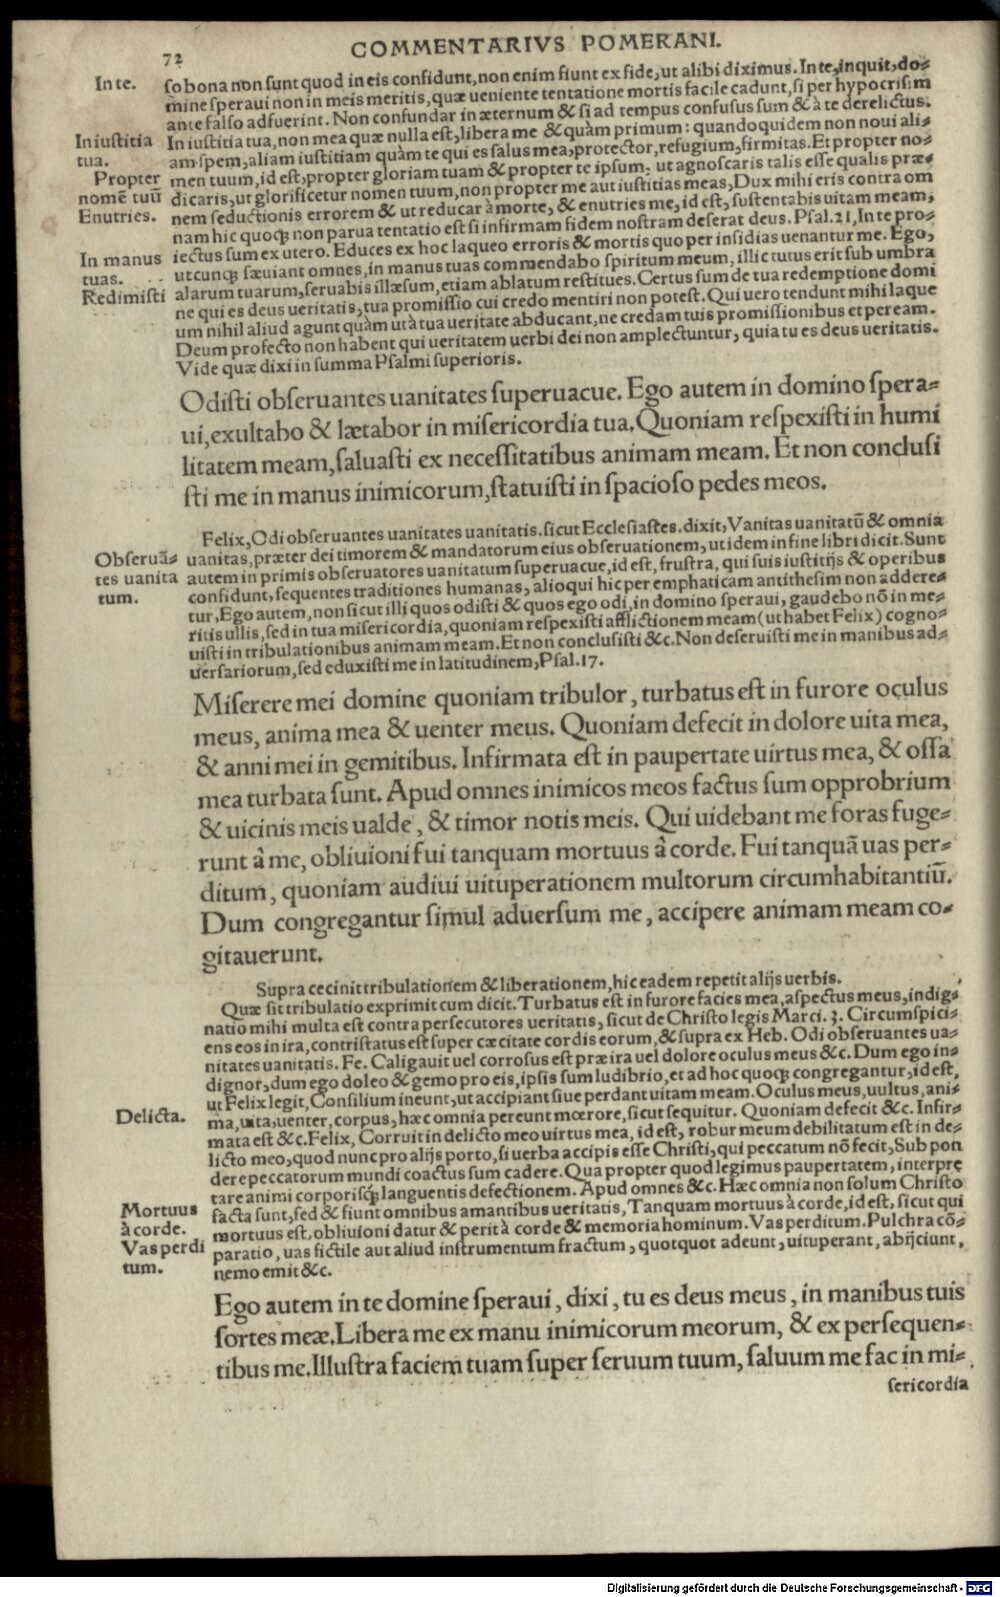 72
COMMENTARIVS POMERANI.
In te.
so bona non sunt quod in eis confidunt, non enim fiunt ex fide, ut alibi diximus. In te, inquit, do⸗
mine speraui non in meis meritis, quæ ueniente tentatione mortis facile cadunt, si per hypocrisim
ante falso adfuerint. Non confundar in æternum & si ad tempus confusus sum & à te derelictus.
In iustitia
tua.
In iustitia tua, non mea quæ nulla est, libera me & quàm primum: quandoquidem non noui ali⸗
am spem, aliam iustitiam quàm te qui es salus mea, protector, refugium, firmitas. Et propter no⸗
Propter
nomē tuū
men tuum, id est, propter gloriam tuam & propter te ipsum, ut agnoscaris talis esse qualis præ⸗
dicaris, ut glorificetur nomen tuum, non propter me aut iustitias meas, Dux mihi eris contra om
Enutries.
nem seductionis errorem & ut reducar à morte, & enutries me, id est, sustentabis uitam meam,
nam hic quoqꝫ non parua tentatio est si infirmam fidem nostram deserat deus. Psal. 21, In te pro⸗
In manus
tuas.
iectus sum ex utero. Educes ex hoc laqueo erroris & mortis quo per insidias uenantur me. Ego,
utcunqꝫ sæuiant omnes, in manus tuas commendabo spiritum meum, illic tutus erit sub umbra
Redimisti
alarum tuarum, seruabis illæsum, etiam ablatum restitues. Certus sum de tua redemptione domi
ne qui es deus ueritatis, tua promissio cui credo mentiri non potest. Qui uero tendunt mihi laque
um nihil aliud agunt quàm ut à tua ueritate abducant, ne credam tuis promissionibus et peream.
Deum profecto non habent qui ueritatem uerbi dei non amplectuntur, quia tu es deus ueritatis.
Vide quæ dixi in summa Psalmi superioris.
Odisti obseruantes uanitates superuacue. Ego autem in domino spera⸗
ui, exultabo & lætabor in misericordia tua. Quoniam respexisti in humi
litatem meam, saluasti ex necessitatibus animam meam. Et non conclusi
sti me in manus inimicorum, statuisti in spacioso pedes meos.
Felix, Odi obseruantes uanitates uanitatis. sicut Ecclesiastes. dixit, Vanitas uanitatū & omnia
Obseruā⸗
tes uanita
tum.
uanitas, præter dei timorem & mandatorum eius obseruationem, ut idem in fine libri dicit. Sunt
autem in primis obseruatores uanitatum superuacue, id est, frustra, qui suis iustitijs & operibus
confidunt, sequentes traditiones humanas, alioqui hic per emphaticam antithesim non addere⸗
tur, Ego autem, non sicut illi quos odisti & quos ego odi, in domino speraui, gaudebo nō in me⸗
ritis ullis, sed in tua misericordia, quoniam respexisti afflictionem meam (ut habet Felix) cogno⸗
uisti in tribulationibus animam meam. Et non conclusisti &c. Non deseruisti me in manibus ad⸗
uersariorum, sed eduxisti me in latitudinem, Psal. 17.
Miserere mei domine quoniam tribulor, turbatus est in furore oculus
meus, anima mea & uenter meus. Quoniam defecit in dolore uita mea,
& anni mei in gemitibus. Infirmata est in paupertate uirtus mea, & ossa
mea turbata sunt. Apud omnes inimicos meos factus sum opprobrium
& uicinis meis ualde, & timor notis meis. Qui uidebant me foras fuge⸗
runt à me, obliuioni fui tanquam mortuus à corde. Fui tanquā uas per⸗
ditum, quoniam audiui uituperationem multorum circumhabitantiū.
Dum congregantur simul aduersum me, accipere animam meam co⸗
gitauerunt.
Supra cecinit tribulationem & liberationem, hic eadem repetit alijs uerbis.
Quæ sit tribulatio exprimit cum dicit. Turbatus est in furore facies mea, aspectus meus, indig⸗
natio mihi multa est contra persecutores ueritatis, sicut de Christo legis Marci. 3. Circumspici⸗
ens eos in ira, contristatus est super cæcitate cordis eorum, & supra ex Heb. Odi obseruantes ua⸗
nitates uanitatis. Fe. Caligauit uel corrosus est præ ira uel dolore oculus meus &c. Dum ego in⸗
dignor, dum ego doleo & gemo pro eis, ipsis sum ludibrio, et ad hoc quoqꝫ congregantur, id est,
ut Felix legit, Consilium ineunt, ut accipiant siue perdant uitam meam. Oculus meus, uultus, ani⸗
Delicta.
ma, uita, uenter, corpus, hæc omnia pereunt mœrore, sicut sequitur. Quoniam defecit &c. Infir⸗
mata est &c. Felix, Corruit in delicto meo uirtus mea, id est, robur meum debilitatum est in de⸗
licto meo, quod nunc pro alijs porto, si uerba accipis esse Christi, qui peccatum nō fecit, Sub pon
dere peccatorum mundi coactus sum cadere. Qua propter quod legimus paupertatem, interpre
tare animi corporisqꝫ languentis defectionem. Apud omnes &c. Hæc omnia non solum Christo
Mortuus
à corde.
facta sunt, sed & fiunt omnibus amantibus ueritatis, Tanquam mortuus à corde, id est, sicut qui
mortuus est, obliuioni datur & perit à corde & memoria hominum. Vas perditum. Pulchra cō⸗
Vas perdi
tum.
paratio, uas fictile aut aliud instrumentum fractum, quotquot adeunt, uituperant, abijciunt,
nemo emit &c.
Ego autem in te domine speraui, dixi, tu es deus meus, in manibus tuis
sortes meæ. Libera me ex manu inimicorum meorum, & ex persequen⸗
tibus me. Illustra faciem tuam super seruum tuum, saluum me fac in mi⸗
sericordia
Digitalisierung gefördert durch die Deutsche Forschungsgemeinschaft - DFG